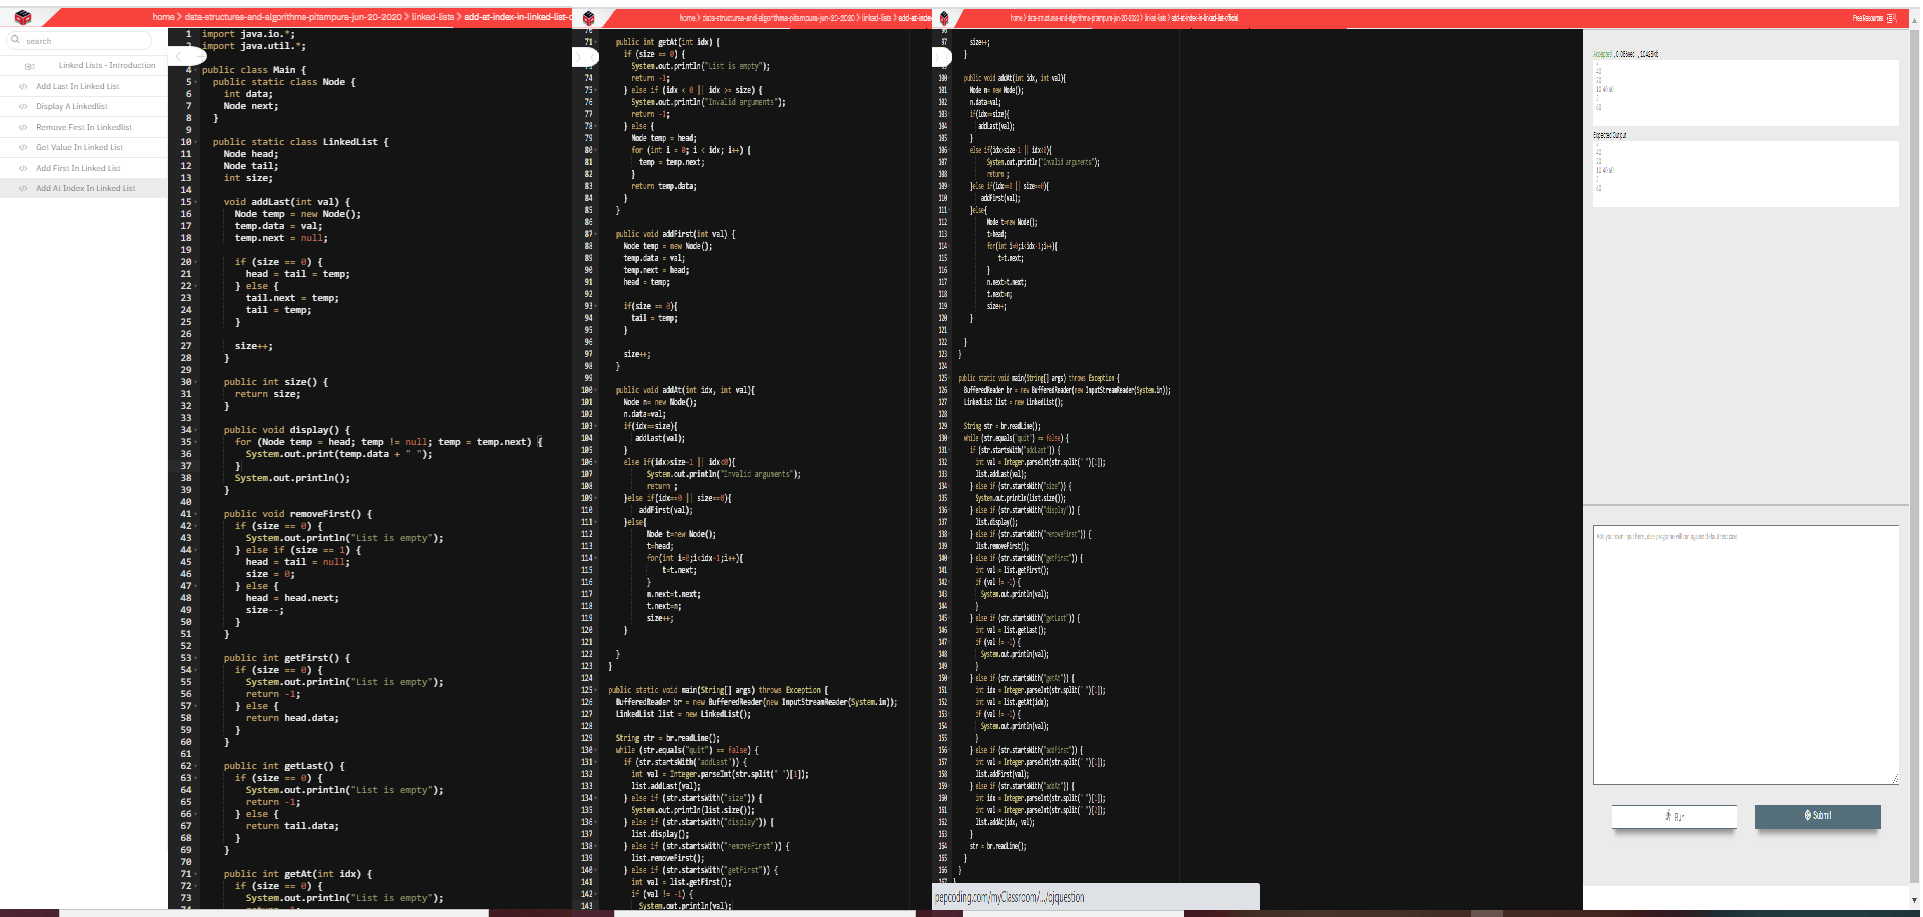 home > data-structures-and-algorithms-pitampura-jun-20-2020 > linked-lists > add-at-index-in-linked-list-o
search
Linked Lists - Introduction
Add Last In Linked List
Display A Linkedlist
Remove First In Linkedlist
Get Value In Linked List
Add First In Linked List
Add At Index In Linked List
1 import java.io.*;
2 import java.util.*;
4 public class Main {
5 public static class Node {
6 int data;
7 Node next;
8 }
9
10 public static class LinkedList {
11 Node head;
12 Node tail;
13 int size;
14
15 void addLast(int val) {
16 Node temp = new Node();
17 temp.data = val;
18 temp.next = null;
19
20 if (size == 0) {
21 head = tail = temp;
22 } else {
23 tail.next = temp;
24 tail = temp;
25 }
26
27 size++;
28 }
29
30 public int size() {
31 return size;
32 }
33
34 public void display() {
35 for (Node temp = head; temp != null; temp = temp.next) {
36 System.out.print(temp.data + " ");
37 }
38 System.out.println();
39 }
40
41 public void removeFirst() {
42 if (size == 0) {
43 System.out.println("List is empty");
44 } else if (size == 1) {
45 head = tail = null;
46 size = 0;
47 } else {
48 head = head.next;
49 size--;
50 }
51 }
52
53 public int getFirst() {
54 if (size == 0) {
55 System.out.println("List is empty");
56 return -1;
57 } else {
58 return head.data;
59 }
60 }
61
62 public int getLast() {
63 if (size == 0) {
64 System.out.println("List is empty");
65 return -1;
66 } else {
67 return tail.data;
68 }
69 }
70
71 public int getAt(int idx) {
72 if (size == 0) {
73 System.out.println("List is empty");
home > data-structures-and-algorithms-pitampura-jun-20-2020 > linked-lists > add-at-inde
71 public int getAt(int idx) {
if (size == 0) {
System.out.println("List is empty");
74 return -1;
75 } else if (idx < 0 || idx >= size) {
76 System.out.println("Invalid arguments");
77 return -1;
78 } else {
79 Node temp = head;
80 for (int i = 0; i < idx; i++) {
81 temp = temp.next;
82 }
83 return temp.data;
84 }
85 }
86
87 public void addFirst(int val) {
88 Node temp = new Node();
89 temp.data = val;
90 temp.next = head;
91 head = temp;
92
93 if(size == 0){
94 tail = temp;
95 }
96
97 size++;
98 }
99
100 public void addAt(int idx, int val){
101 Node n= new Node();
102 n.data=val;
103 if(idx==size){
104 addLast(val);
105 }
106 else if(idx>size-1 || idx<0){
107 System.out.println("Invalid arguments");
108 return ;
109 }else if(idx==0 || size==0){
110 addFirst(val);
111 }else{
112 Node t=new Node();
113 t=head;
114 for(int i=0;i<idx-1;i++){
115 t=t.next;
116 }
117 n.next=t.next;
118 t.next=n;
119 size++;
120 }
121
122 }
123 }
124
125 public static void main(String[] args) throws Exception {
126 BufferedReader br = new BufferedReader(new InputStreamReader(System.in));
127 LinkedList list = new LinkedList();
128
129 String str = br.readLine();
130 while (str.equals("quit") == false) {
131 if (str.startsWith("addLast")) {
132 int val = Integer.parseInt(str.split(" ")[1]);
133 list.addLast(val);
134 } else if (str.startsWith("size")) {
135 System.out.println(list.size());
136 } else if (str.startsWith("display")) {
137 list.display();
138 } else if (str.startsWith("removeFirst")) {
139 list.removeFirst();
140 } else if (str.startsWith("getFirst")) {
141 int val = list.getFirst();
142 if (val != -1) {
143 System.out.println(val);
home > data-structures-and-algorithms-pitampura-jun-20-2020 > linked-lists > add-at-index-in-linked-list-official
97 size++;
98 }
100 public void addAt(int idx, int val){
101 Node n= new Node();
102 n.data=val;
103 if(idx==size){
104 addLast(val);
105 }
106 else if(idx>size-1 || idx<0){
107 System.out.println("Invalid arguments");
108 return ;
109 }else if(idx==0 || size==0){
110 addFirst(val);
111 }else{
112 Node t=new Node();
113 t=head;
114 for(int i=0;i<idx-1;i++){
115 t=t.next;
116 }
117 n.next=t.next;
118 t.next=n;
119 size++;
120 }
121
122 }
123 }
124
125 public static void main(String[] args) throws Exception {
126 BufferedReader br = new BufferedReader(new InputStreamReader(System.in));
127 LinkedList list = new LinkedList();
128
129 String str = br.readLine();
130 while (str.equals("quit") == false) {
131 if (str.startsWith("addLast")) {
132 int val = Integer.parseInt(str.split(" ")[1]);
133 list.addLast(val);
134 } else if (str.startsWith("size")) {
135 System.out.println(list.size());
136 } else if (str.startsWith("display")) {
137 list.display();
138 } else if (str.startsWith("removeFirst")) {
139 list.removeFirst();
140 } else if (str.startsWith("getFirst")) {
141 int val = list.getFirst();
142 if (val != -1) {
143 System.out.println(val);
144 }
145 } else if (str.startsWith("getLast")) {
146 int val = list.getLast();
147 if (val != -1) {
148 System.out.println(val);
149 }
150 } else if (str.startsWith("getAt")) {
151 int idx = Integer.parseInt(str.split(" ")[1]);
152 int val = list.getAt(idx);
153 if (val != -1) {
154 System.out.println(val);
155 }
156 } else if (str.startsWith("addFirst")) {
157 int val = Integer.parseInt(str.split(" ")[1]);
158 list.addFirst(val);
159 } else if (str.startsWith("addAt")) {
160 int idx = Integer.parseInt(str.split(" ")[1]);
161 int val = Integer.parseInt(str.split(" ")[2]);
162 list.addAt(idx, val);
163 }
164 str = br.readLine();
165 }
166 }
pepcoding.com/myClassroom/.../ojquestion
Free Resources
Accepted
10 40 60
Expected Output
10 40 60
Add your own input here, else program will run against default test case
Run
Submit